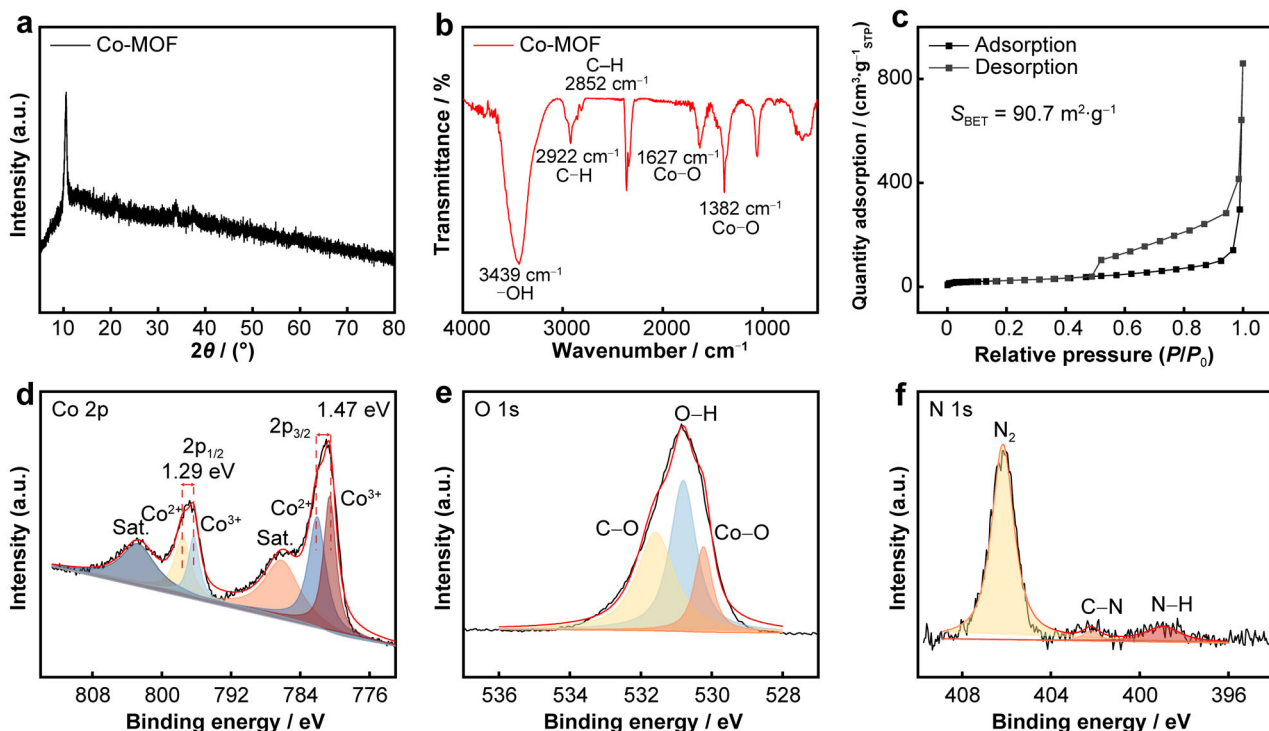 a
Co-MOF
Intensity (a.u.)
10 20 30 40 50 60 70 80
2θ / (°)
b
Co-MOF
C−H
2852 cm⁻¹
2922 cm⁻¹
C−H
1627 cm⁻¹
Co−O
1382 cm⁻¹
Co−O
3439 cm⁻¹
⁻OH
Transmittance / %
4000 3000 2000 1000
Wavenumber / cm⁻¹
c
Adsorption
Desorption
S_BET = 90.7 m²·g⁻¹
Quantity adsorption / (cm³·g⁻¹ STP)
800
400
0
0 0.2 0.4 0.6 0.8 1.0
Relative pressure (P/P₀)
d
Co 2p
1.47 eV
2p₃/₂
2p₁/₂
1.29 eV
Co²⁺
Co³⁺
Sat.
Co²⁺
Co³⁺
Sat.
Intensity (a.u.)
808 800 792 784 776
Binding energy / eV
e
O 1s
O−H
C−O
Co−O
Intensity (a.u.)
536 534 532 530 528
Binding energy / eV
f
N 1s
N₂
C−N
N−H
Intensity (a.u.)
408 404 400 396
Binding energy / eV